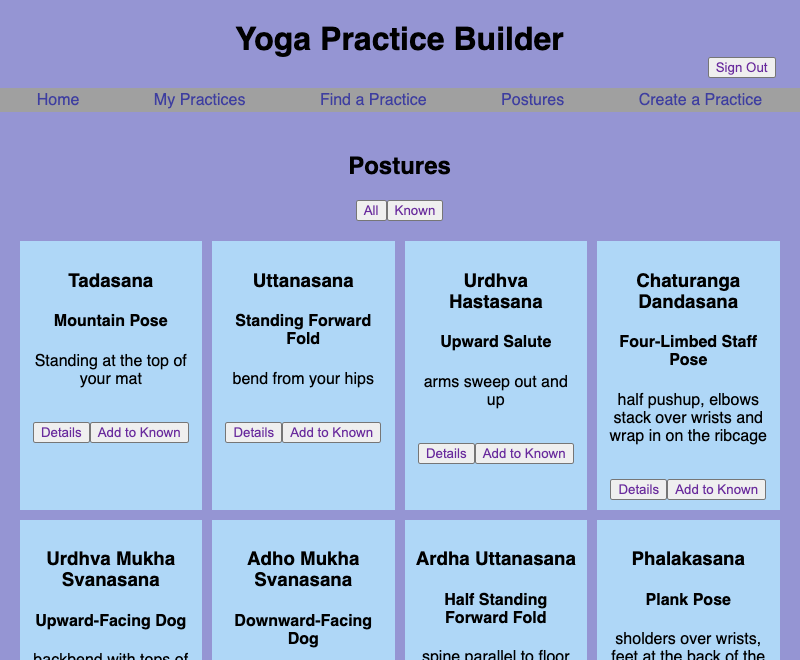 Yoga Practice Builder
Sign Out
Home My Practices Find a Practice Postures Create a Practice
Postures
All Known
Tadasana
Mountain Pose
Standing at the top of
your mat
Details Add to Known
Uttanasana
Standing Forward
Fold
bend from your hips
Details Add to Known
Urdhva
Hastasana
Upward Salute
arms sweep out and
up
Details Add to Known
Chaturanga
Dandasana
Four-Limbed Staff
Pose
half pushup, elbows
stack over wrists and
wrap in on the ribcage
Details Add to Known
Urdhva Mukha
Svanasana
Upward-Facing Dog
backbend with tops of
Adho Mukha
Svanasana
Downward-Facing
Dog
Ardha Uttanasana
Half Standing
Forward Fold
spine parallel to floor
Phalakasana
Plank Pose
sholders over wrists,
feet at the back of the